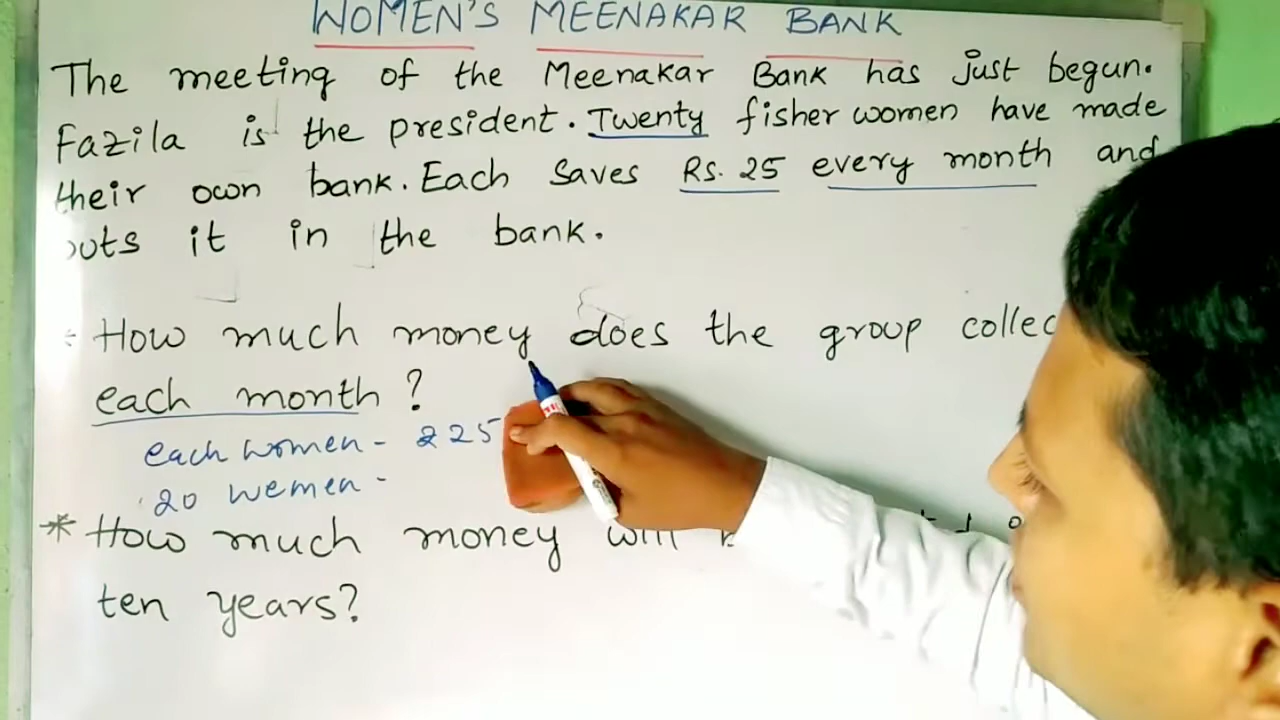 WOMEN'S MEENAKAR BANK
The meeting of the Meenakar Bank has just begun.
Fazila is the president. Twenty fisher women have made
their own bank. Each saves Rs. 25 every month and
puts it in the bank.
How much money does the group collec
each month?
each women - ₹25
20 wemen -
* How much money will
ten years?